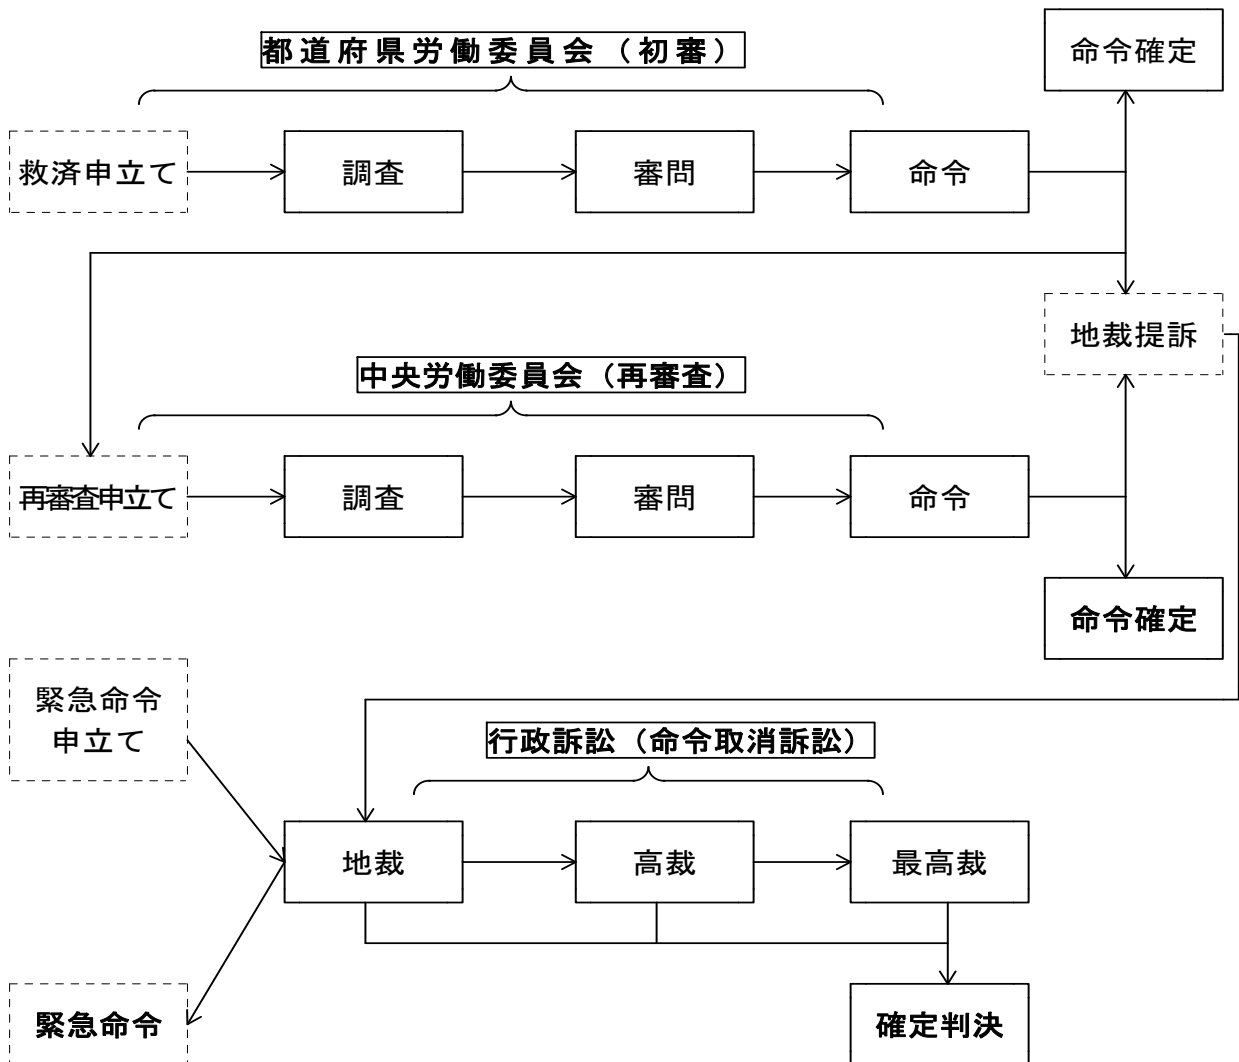 都道府県労働委員会（初審）
命令確定
救済申立て
調査
審問
命令
地裁提訴
中央労働委員会（再審査）
再審査申立て
調査
審問
命令
命令確定
緊急命令
申立て
行政訴訟（命令取消訴訟）
地裁
高裁
最高裁
緊急命令
確定判決